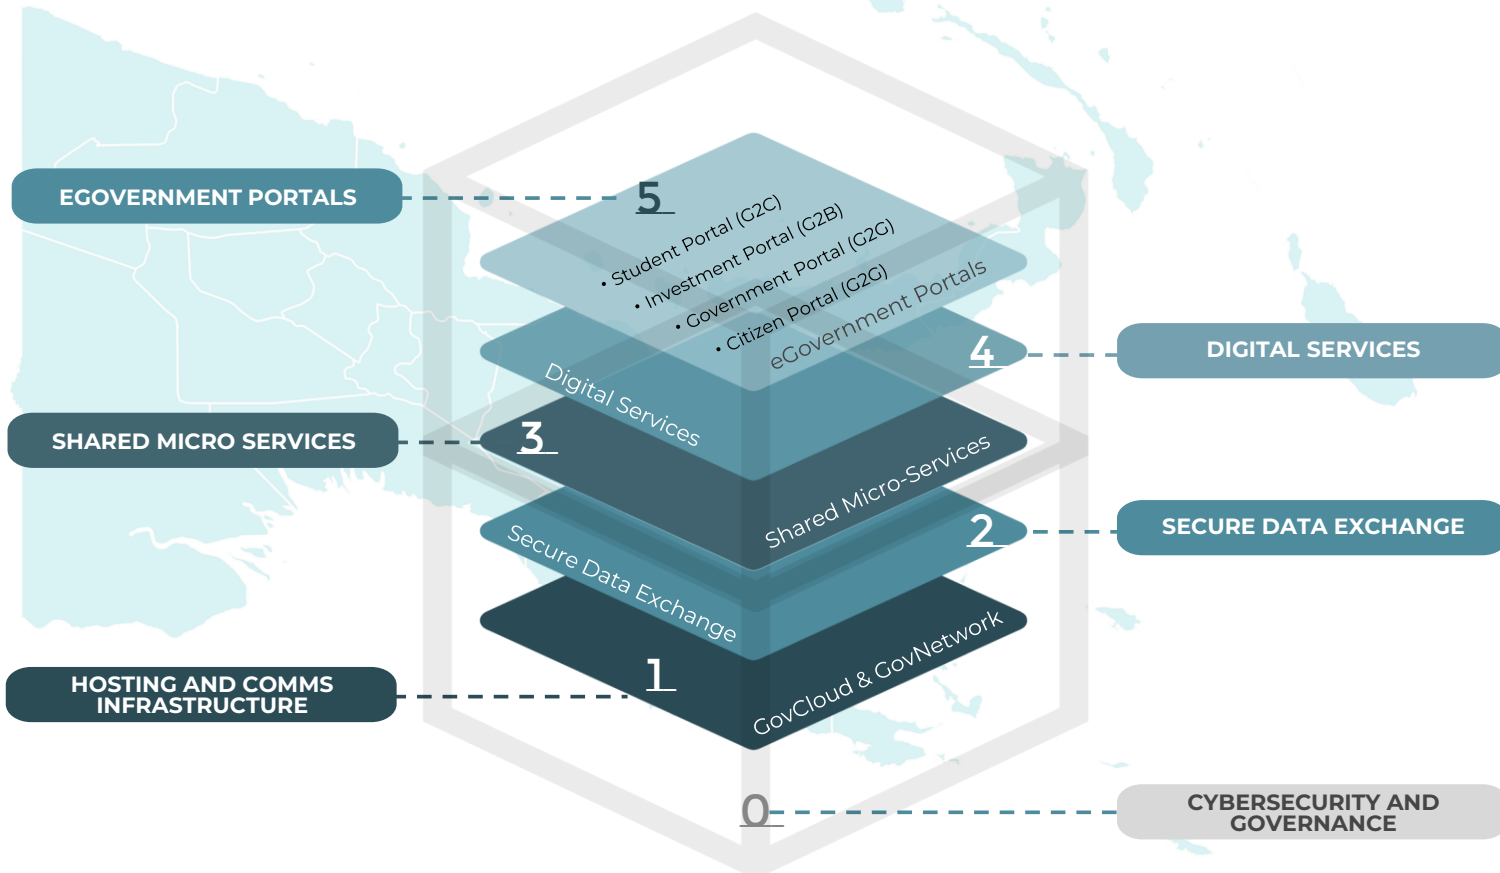 EGOVERNMENT PORTALS
5
• Student Portal (G2C)
• Investment Portal (G2B)
• Government Portal (G2G)
• Citizen Portal (G2G)
eGovernment Portals
4
DIGITAL SERVICES
Digital Services
SHARED MICRO SERVICES
3
Shared Micro-Services
2
SECURE DATA EXCHANGE
Secure Data Exchange
HOSTING AND COMMS
INFRASTRUCTURE
1
GovCloud & GovNetwork
0
CYBERSECURITY AND
GOVERNANCE